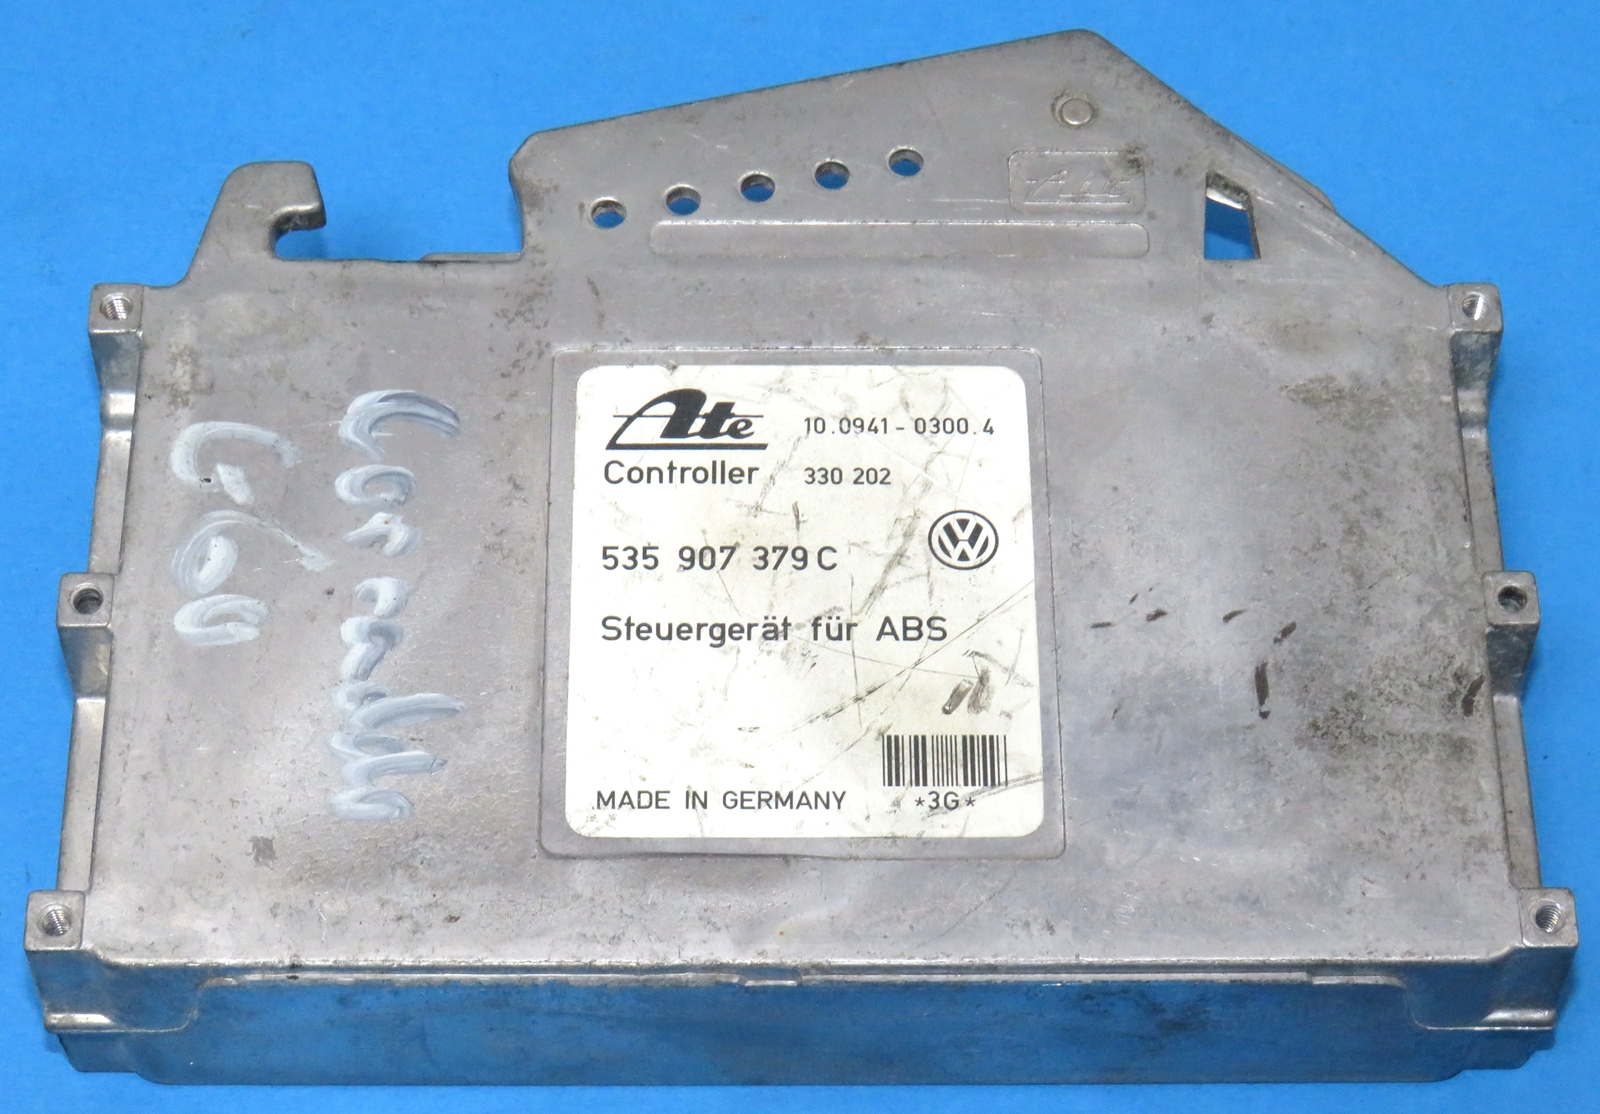 Ate
Ate 10.0941-0300.4
Controller 330 202
535 907 379 C
Steuergerät für ABS
MADE IN GERMANY *3G*
Corrado
G60